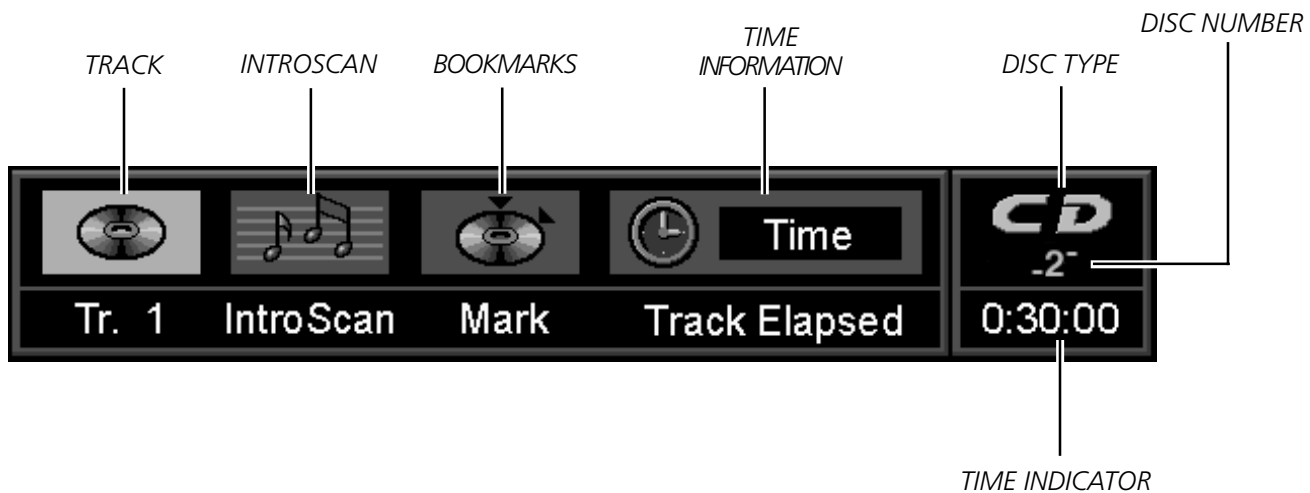 DISC NUMBER
TRACK
INTROSCAN
BOOKMARKS
TIME
INFORMATION
DISC TYPE
Time
CD
-2-
Tr. 1
IntroScan
Mark
Track Elapsed
0:30:00
TIME INDICATOR